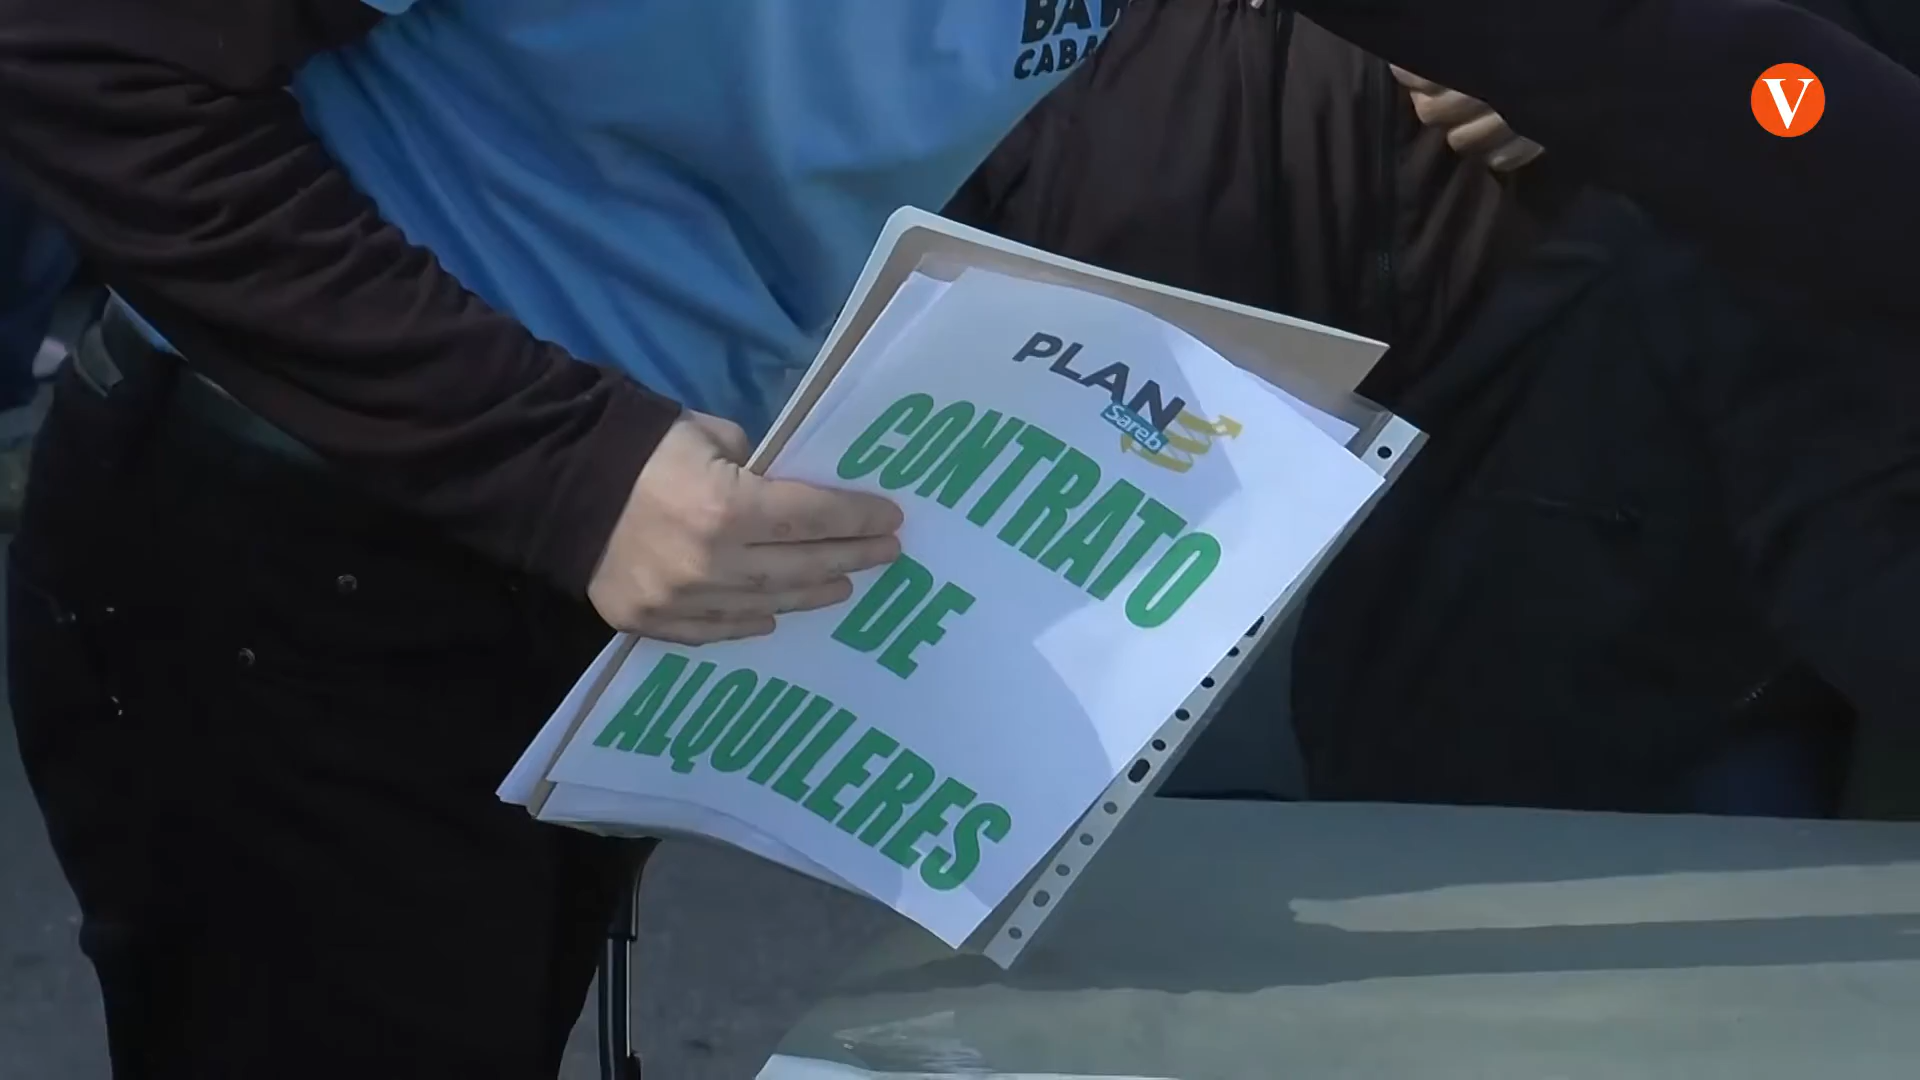 V
PLAN
Sareb
CONTRATO
DE
ALQUILERES